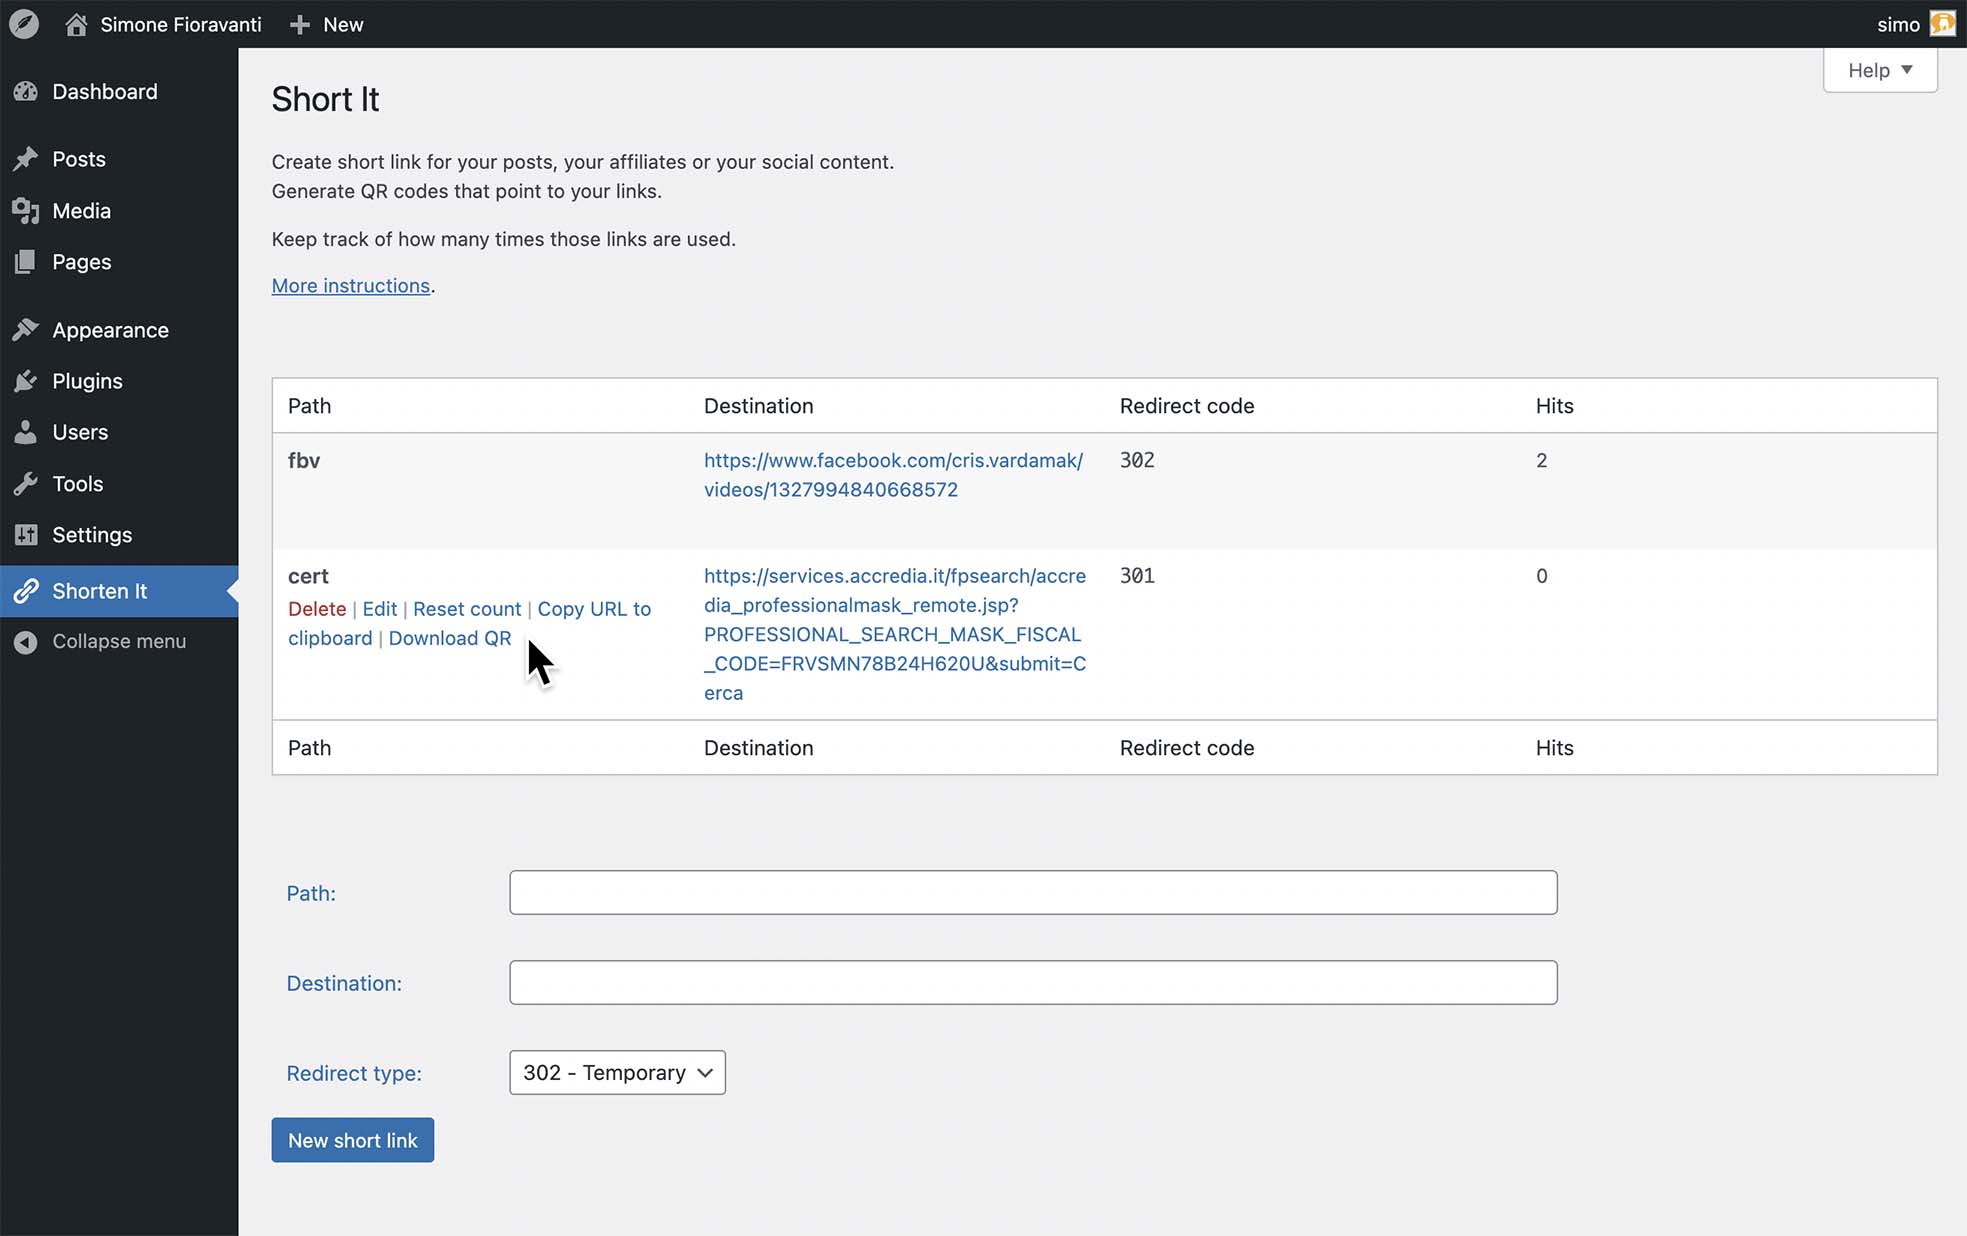 Simone Fioravanti
New
simo
Help
Dashboard
Posts
Media
Pages
Appearance
Plugins
Users
Tools
Settings
Shorten It
Collapse menu
Short It
Create short link for your posts, your affiliates or your social content.
Generate QR codes that point to your links.
Keep track of how many times those links are used.
More instructions.
Path Destination Redirect code Hits
fbv https://www.facebook.com/cris.vardamak/ 302 2
videos/1327994840668572
cert https://services.accredia.it/fpsearch/accre 301 0
Delete | Edit | Reset count | Copy URL to dia_professionalmask_remote.jsp?
clipboard | Download QR PROFESSIONAL_SEARCH_MASK_FISCAL
_CODE=FRVSMN78B24H620U&submit=C
erca
Path Destination Redirect code Hits
Path:
Destination:
Redirect type: 302 - Temporary
New short link